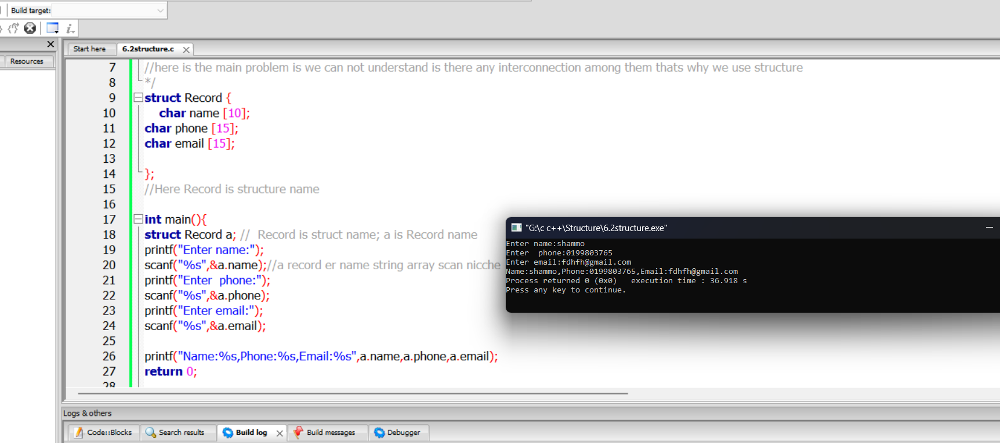 Build target:
Resources
Start here
6.2structure.c
7 //here is the main problem is we can not understand is there any interconnection among them thats why we use structure
8 */
9 struct Record {
10 char name [10];
11 char phone [15];
12 char email [15];
13
14 };
15 //Here Record is structure name
16
17 int main(){
18 struct Record a; // Record is struct name; a is Record name
19 printf("Enter name:");
20 scanf("%s",&a.name);//a record er name string array scan nicche
21 printf("Enter  phone:");
22 scanf("%s",&a.phone);
23 printf("Enter email:");
24 scanf("%s",&a.email);
25
26 printf("Name:%s,Phone:%s,Email:%s",a.name,a.phone,a.email);
27 return 0;
28
"G:\c c++\Structure\6.2structure.exe"
Enter name:shammo
Enter  phone:0199803765
Enter email:fdhfh@gmail.com
Name:shammo,Phone:0199803765,Email:fdhfh@gmail.com
Process returned 0 (0x0)   execution time : 36.918 s
Press any key to continue.
Logs & others
Code::Blocks
Search results
Build log
Build messages
Debugger